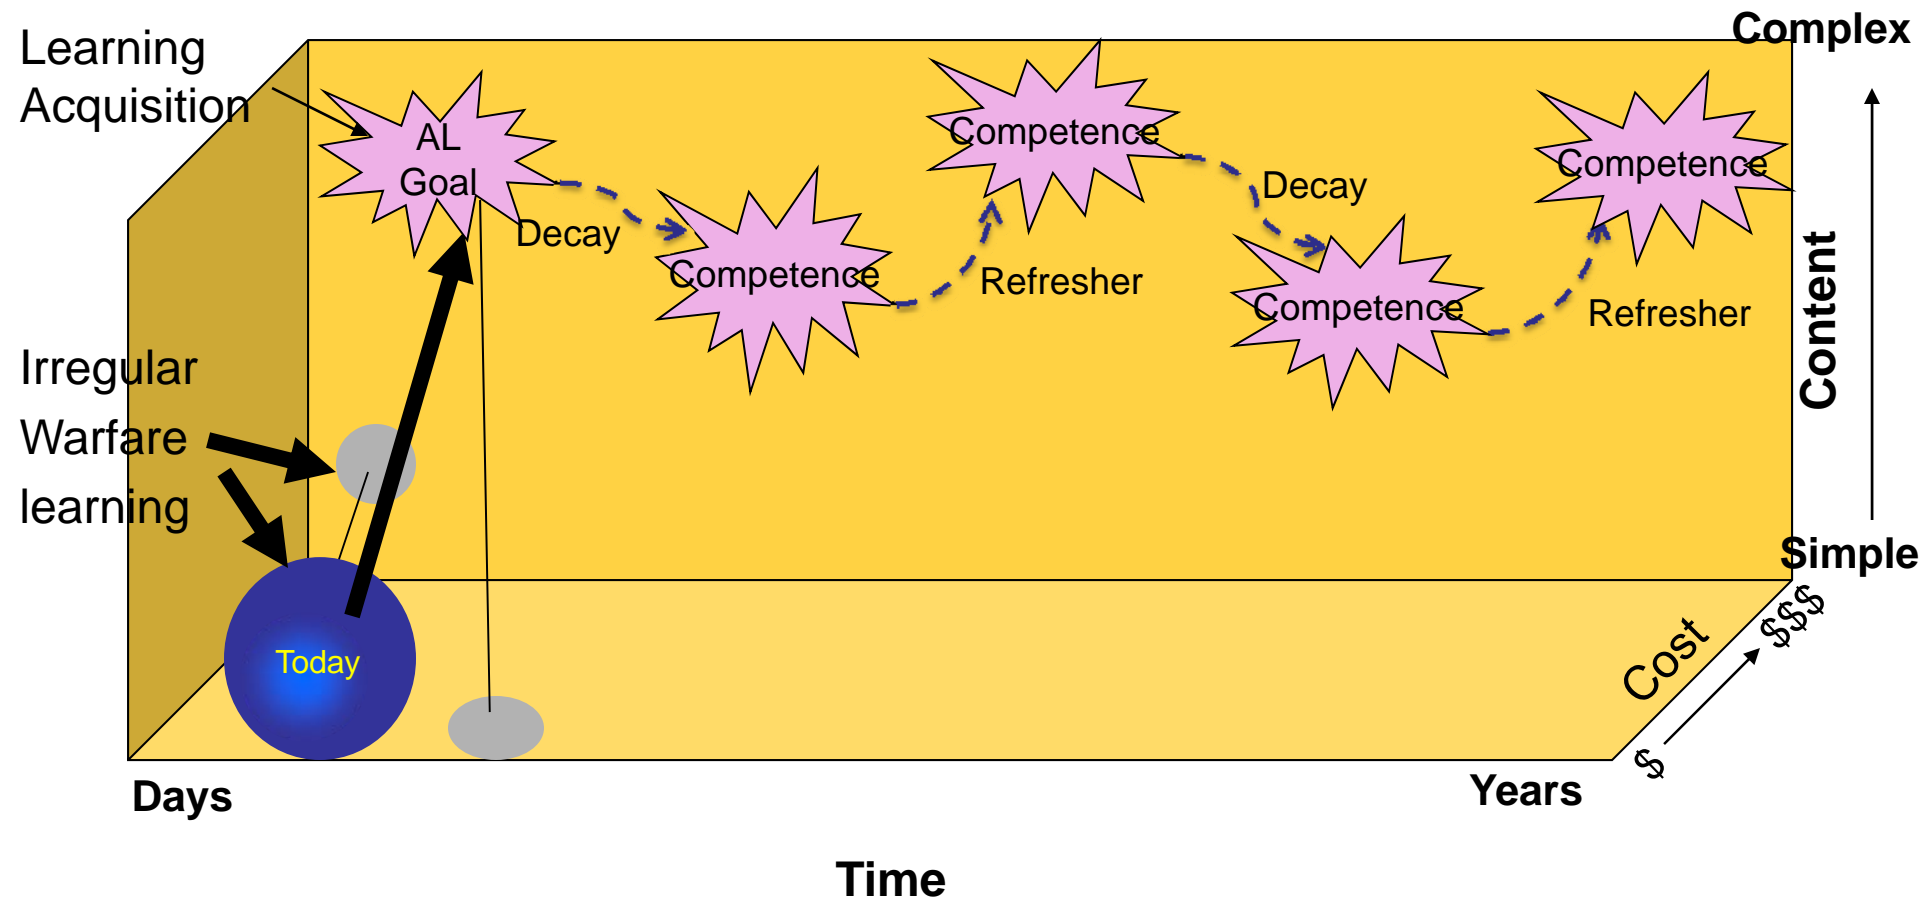 Learning
Acquisition
Complex
AL
Goal
Decay
Competence
Competence
Refresher
Decay
Competence
Competence
Refresher
Content
Irregular
Warfare
learning
Simple
Today
Cost
$$$
$
Days
Years
Time